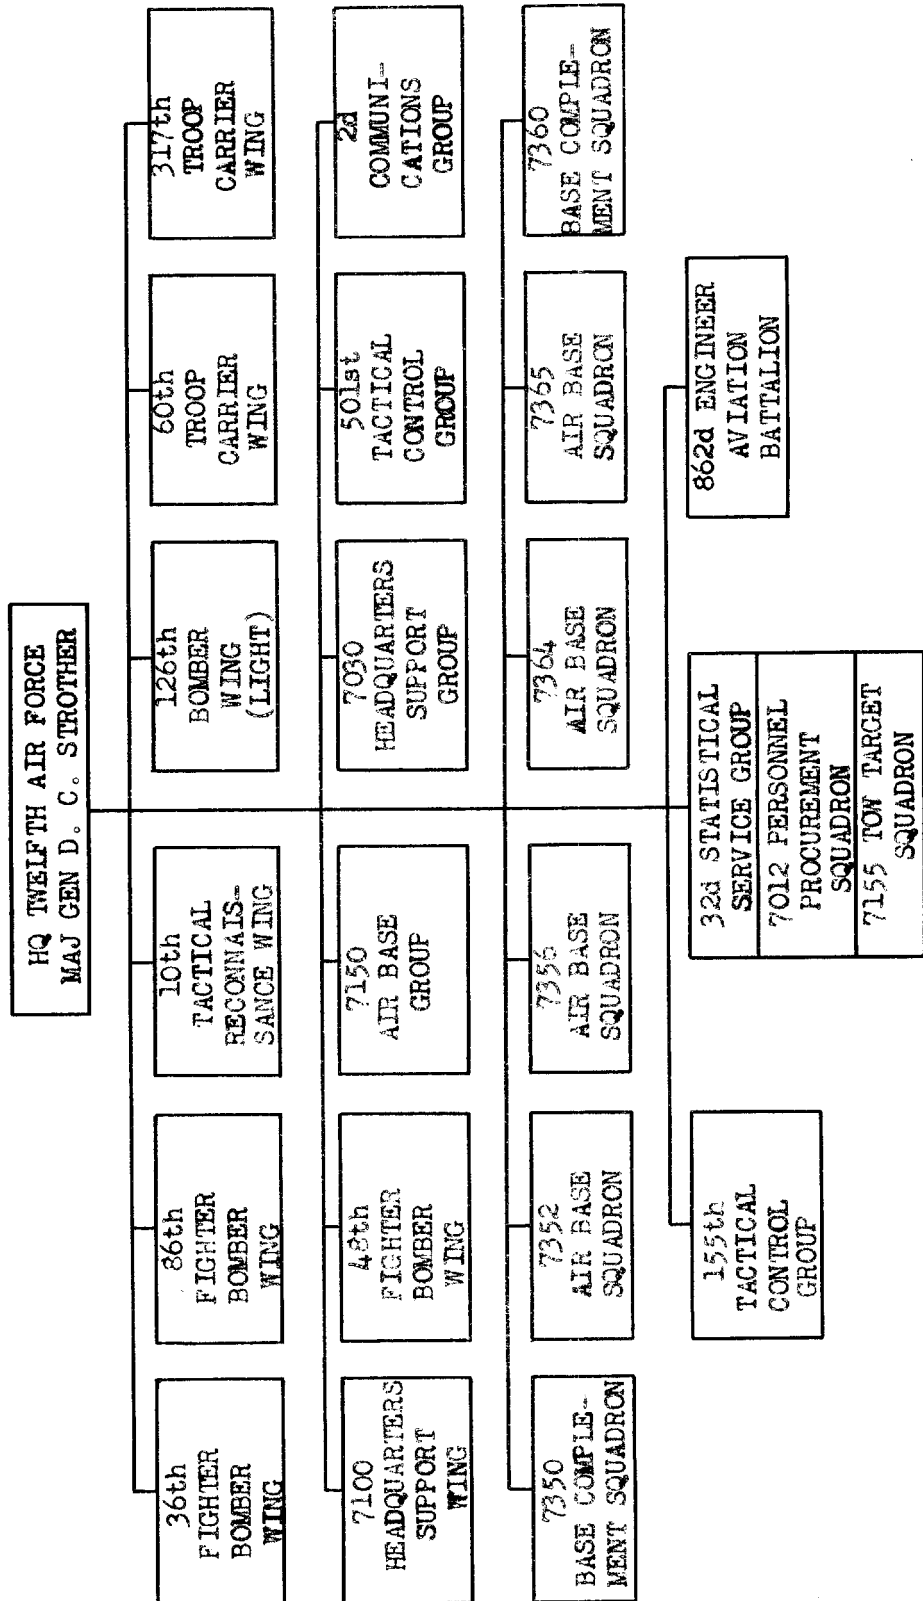 HQ TWELFTH AIR FORCE
MAJ GEN D. C. STROTHER
36th
FIGHTER
BOMBER
WING
86th
FIGHTER
BOMBER
WING
10th
TACTICAL
RECONNAIS-
SANCE WING
126th
BOMBER
WING
(LIGHT)
60th
TROOP
CARRIER
WING
317th
TROOP
CARRIER
WING
7100
HEADQUARTERS
SUPPORT
WING
48th
FIGHTER
BOMBER
WING
7150
AIR BASE
GROUP
7030
HEADQUARTERS
SUPPORT
GROUP
501st
TACTICAL
CONTROL
GROUP
2d
COMMUNI-
CATIONS
GROUP
7350
BASE COMPLE-
MENT SQUADRON
7352
AIR BASE
SQUADRON
7356
AIR BASE
SQUADRON
7364
AIR BASE
SQUADRON
7365
AIR BASE
SQUADRON
7360
BASE COMPLE-
MENT SQUADRON
155th
TACTICAL
CONTROL
GROUP
32d STATISTICAL
SERVICE GROUP
7012 PERSONNEL
PROCUREMENT
SQUADRON
7155 TOW TARGET
SQUADRON
862d ENGINEER
AVIATION
BATTALION